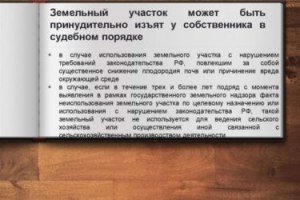 Земельный участок может быть
принудительно изъят у собственника в
судебном порядке
в случае использования земельного участка с нарушением
требований законодательства РФ, повлекшим за собой
существенное снижение плодородия почв или причинение вреда
окружающей среде
в случае, если в течение трех и более лет подряд с момента
выявления в рамках государственного земельного надзора факта
неиспользования земельного участка по целевому назначению или
использования с нарушением законодательства РФ, такой
земельный участок не используется для ведения сельского
хозяйства или осуществления иной связанной с
сельскохозяйственным производством деятельности